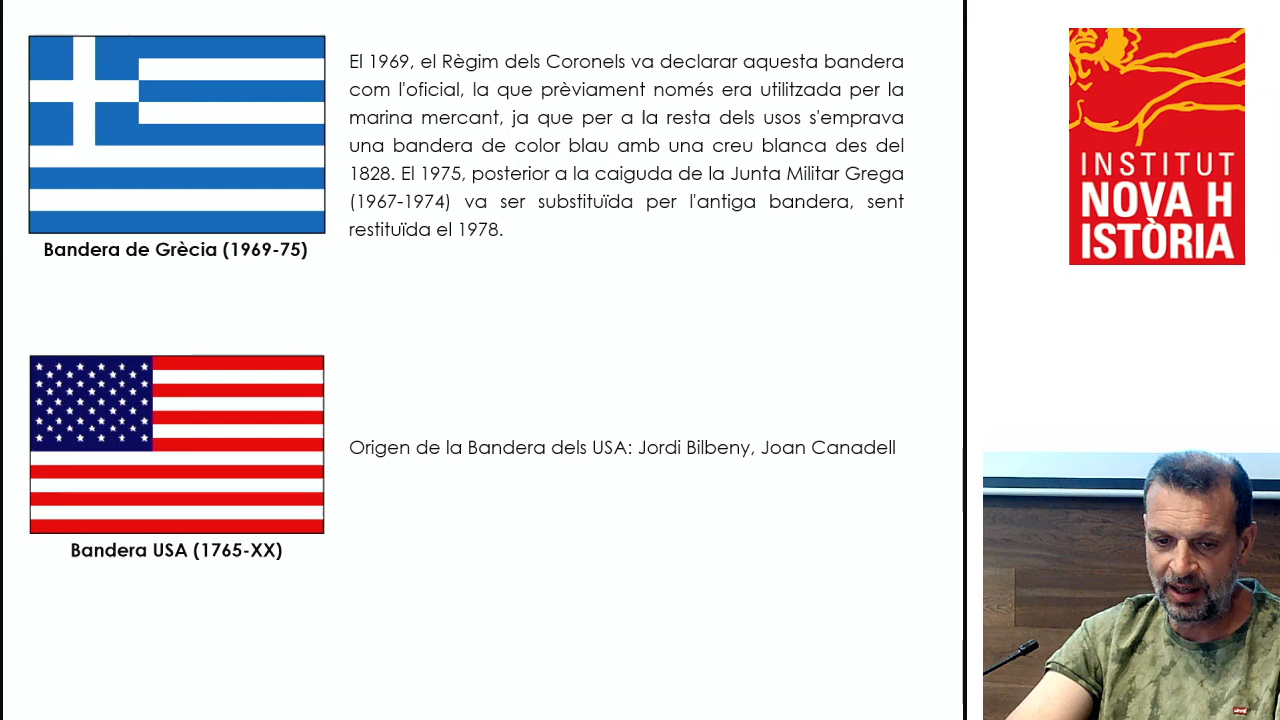 El 1969, el Règim dels Coronels va declarar aquesta bandera
com l'oficial, la que prèviament només era utilitzada per la
marina mercant, ja que per a la resta dels usos s'emprava
una bandera de color blau amb una creu blanca des del
1828. El 1975, posterior a la caiguda de la Junta Militar Grega
(1967-1974) va ser substituïda per l'antiga bandera, sent
restituïda el 1978.
Bandera de Grècia (1969-75)
Origen de la Bandera dels USA: Jordi Bilbeny, Joan Canadell
Bandera USA (1765-XX)
INSTITUT
NOVA H
ISTÒRIA